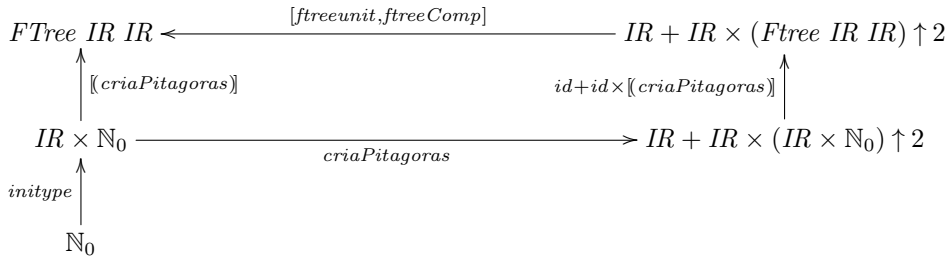 [ftreeunit,ftreeComp]
FTree IR IR IR + IR × (Ftree IR IR) ↑ 2
[(criaPitagoras)] id+id×[(criaPitagoras)]
IR × ℕ₀ IR + IR × (IR × ℕ₀) ↑ 2
criaPitagoras
initype
ℕ₀